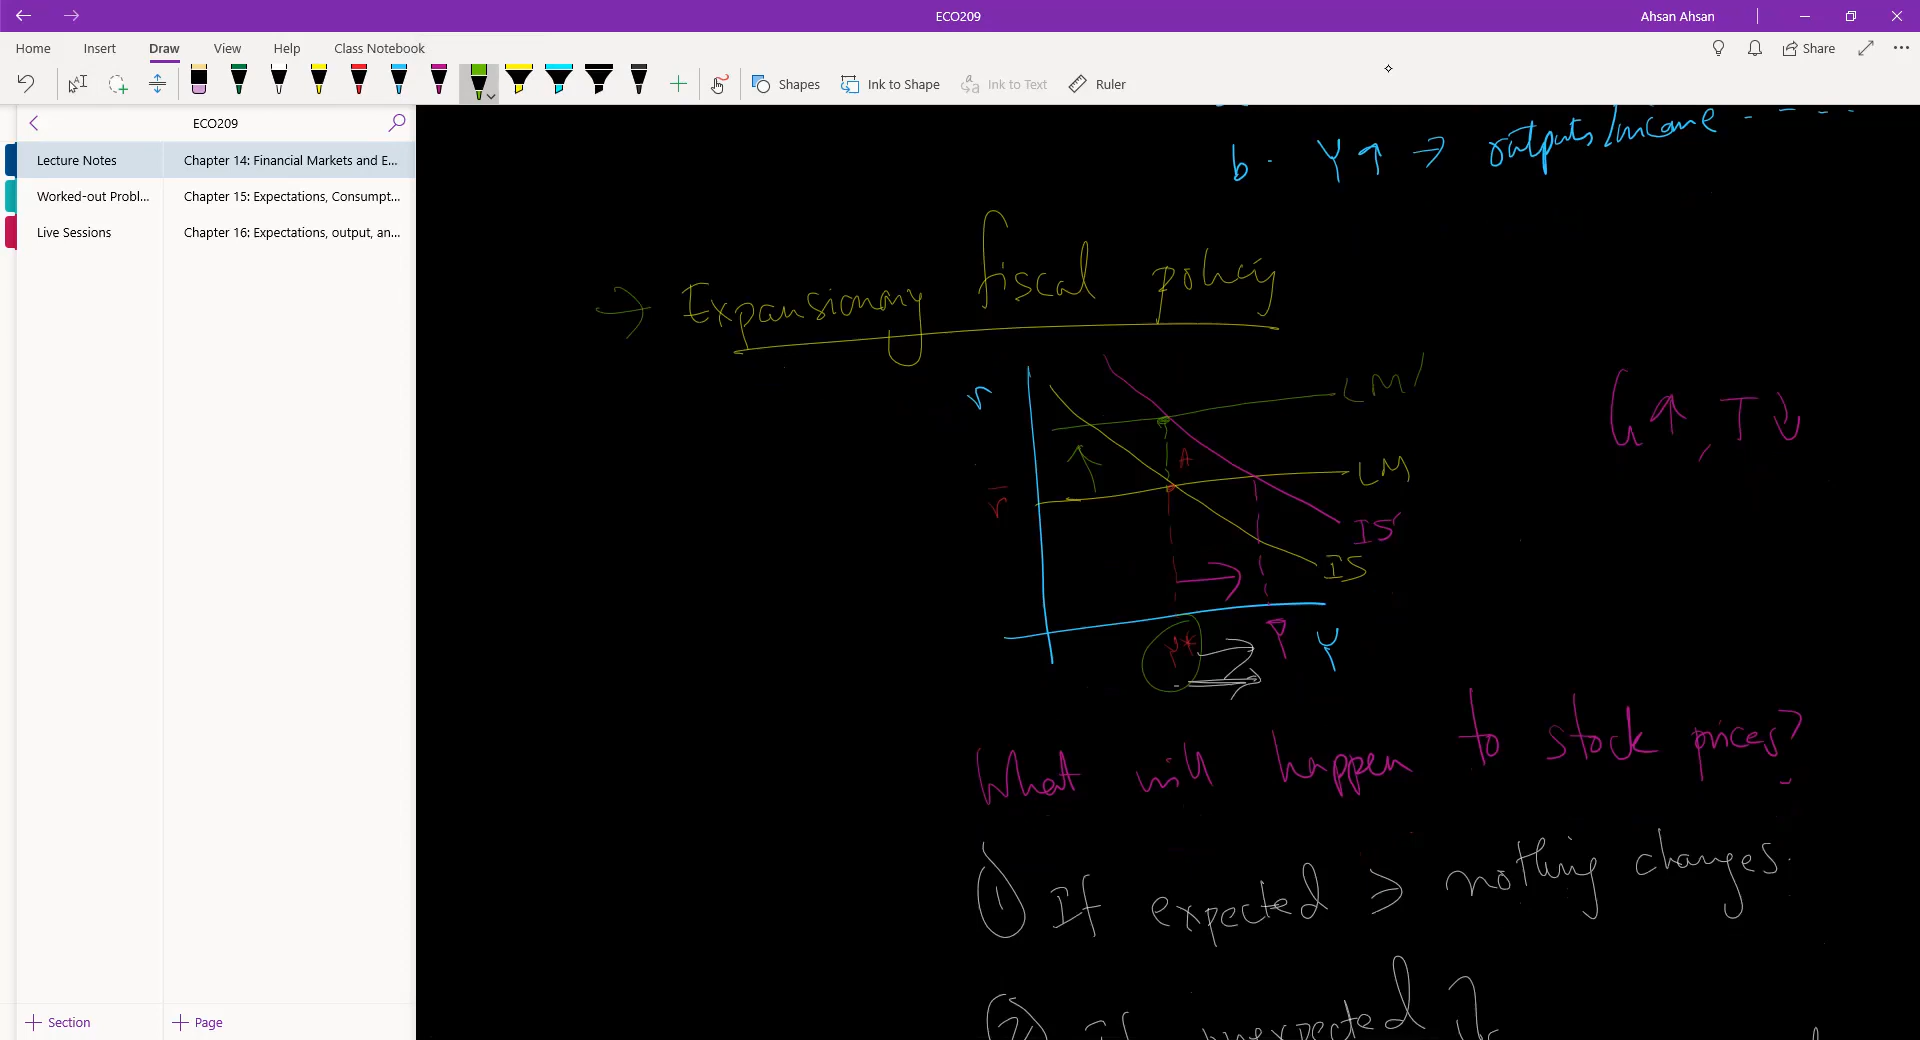 ECO209
Ahsan Ahsan
Home Insert Draw View Help Class Notebook
Share
Shapes Ink to Shape Ink to Text Ruler
ECO209
Lecture Notes
Worked-out Probl...
Live Sessions
Chapter 14: Financial Markets and E...
Chapter 15: Expectations, Consumpt...
Chapter 16: Expectations, output, an...
Section
Page
b. Y↑ → outputs/income - - - -
→ Expansionary fiscal policy
r
LM'
G↑, T↓
A
LM
r̄
IS'
IS
Y*
Y
What will happen to stock prices?
① If expected ⇒ nothing changes.
② if unexpected